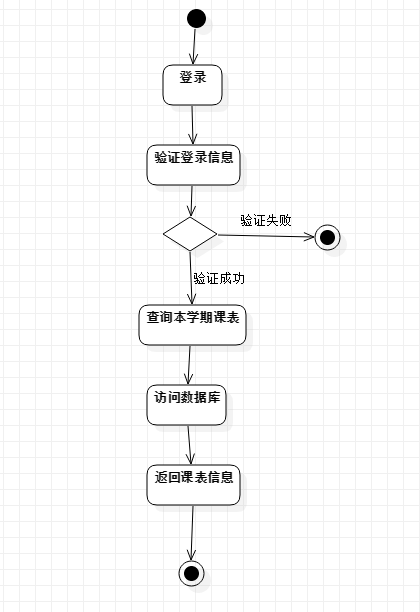 登录
验证登录信息
验证失败
验证成功
查询本学期课表
访问数据库
返回课表信息